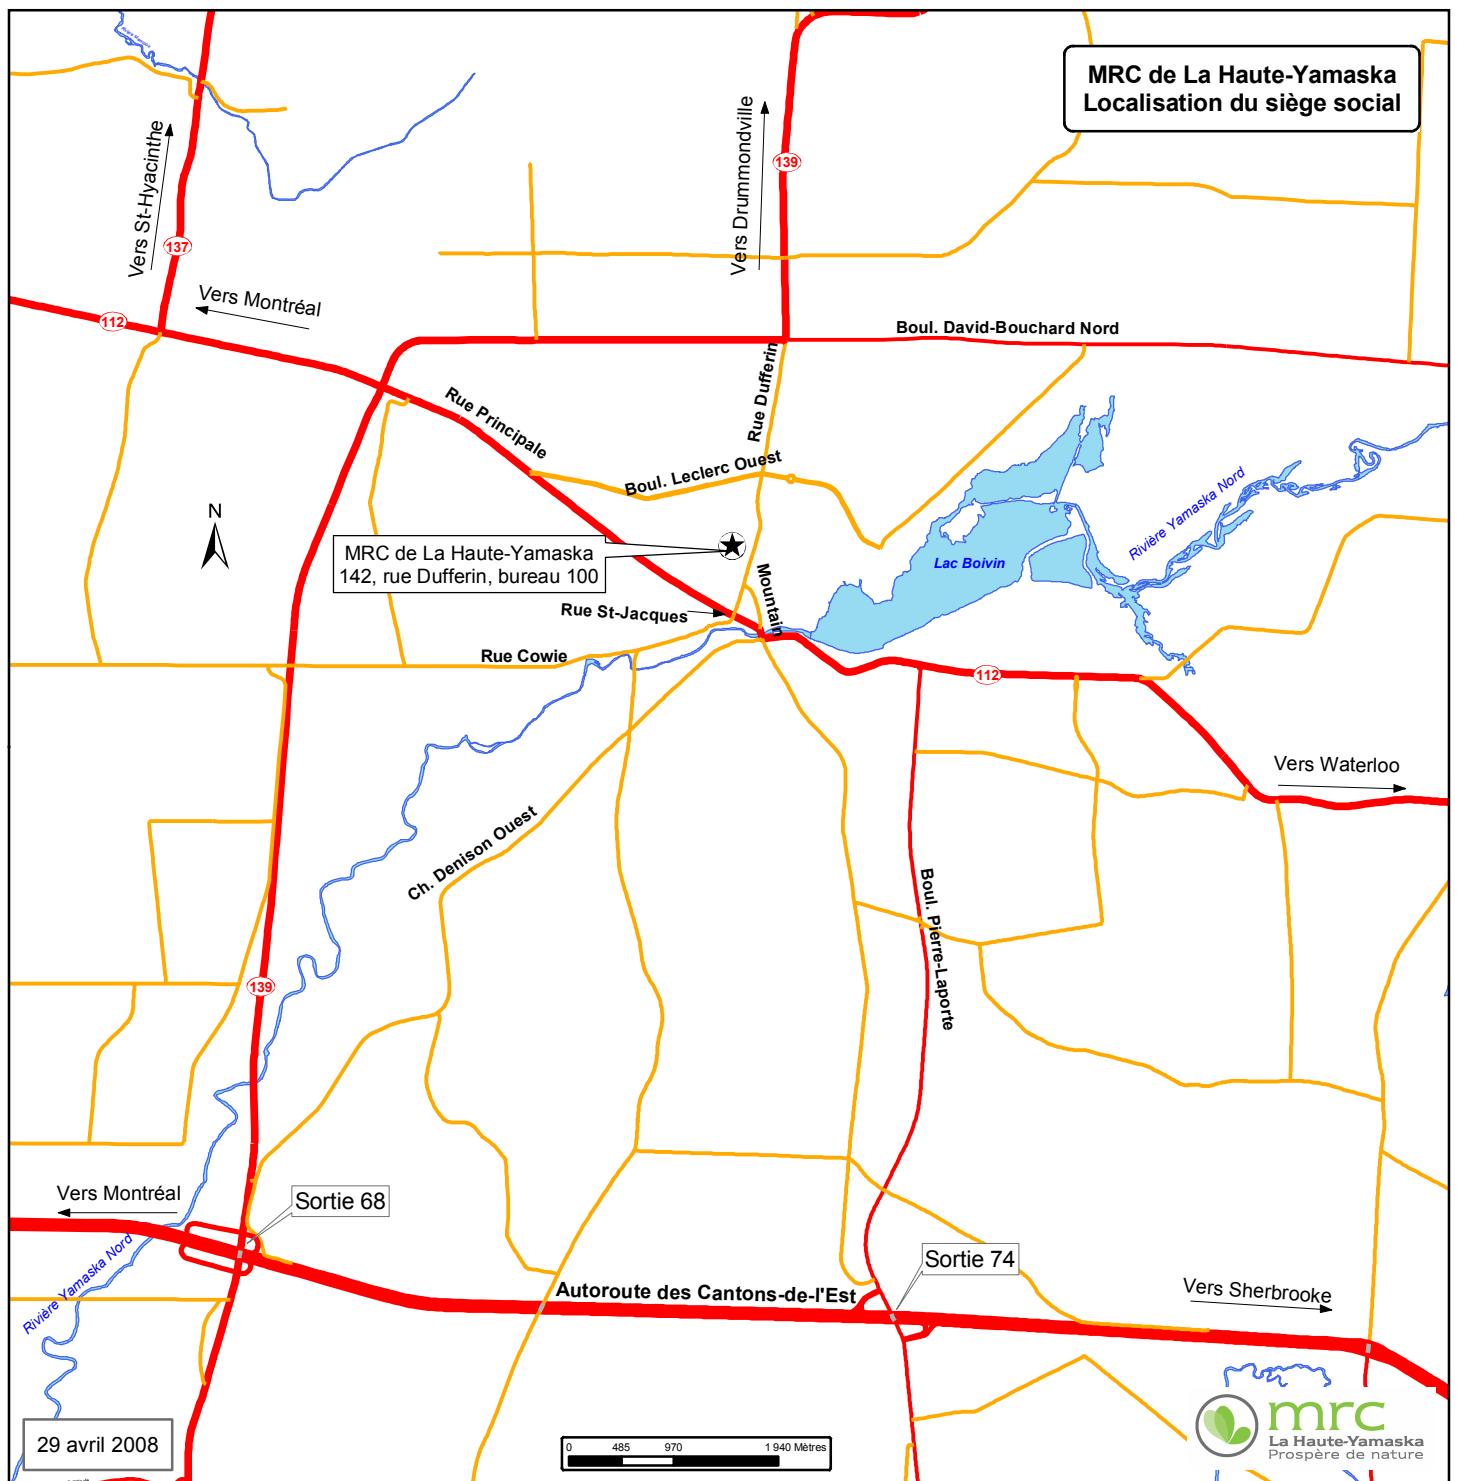 MRC de La Haute-Yamaska
Localisation du siège social
Vers St-Hyacinthe
Vers Drummondville
139
137
Vers Montréal
112
Boul. David-Bouchard Nord
Rue Dufferin
Rue Principale
Boul. Leclerc Ouest
N
MRC de La Haute-Yamaska
142, rue Dufferin, bureau 100
Rivière Yamaska Nord
Lac Boivin
Mountain
Rue St-Jacques
Rue Cowie
112
Vers Waterloo
Ch. Denison Ouest
Boul. Pierre-Laporte
139
Vers Montréal
Sortie 68
Sortie 74
Rivière Yamaska Nord
Autoroute des Cantons-de-l'Est
Vers Sherbrooke
29 avril 2008
0 485 970 1 940 Mètres
mrc
La Haute-Yamaska
Prospère de nature